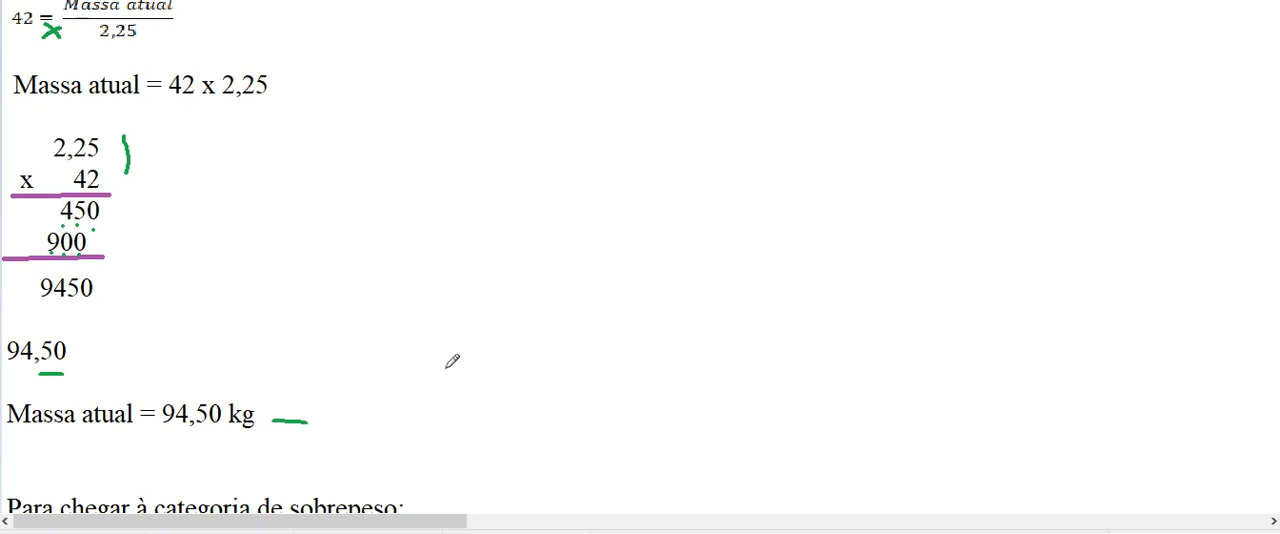 42 = Massa atual
2,25
Massa atual = 42 x 2,25
2,25
x 42
450
900
9450
94,50
Massa atual = 94,50 kg
Para chegar à categoria de sobrepeso: